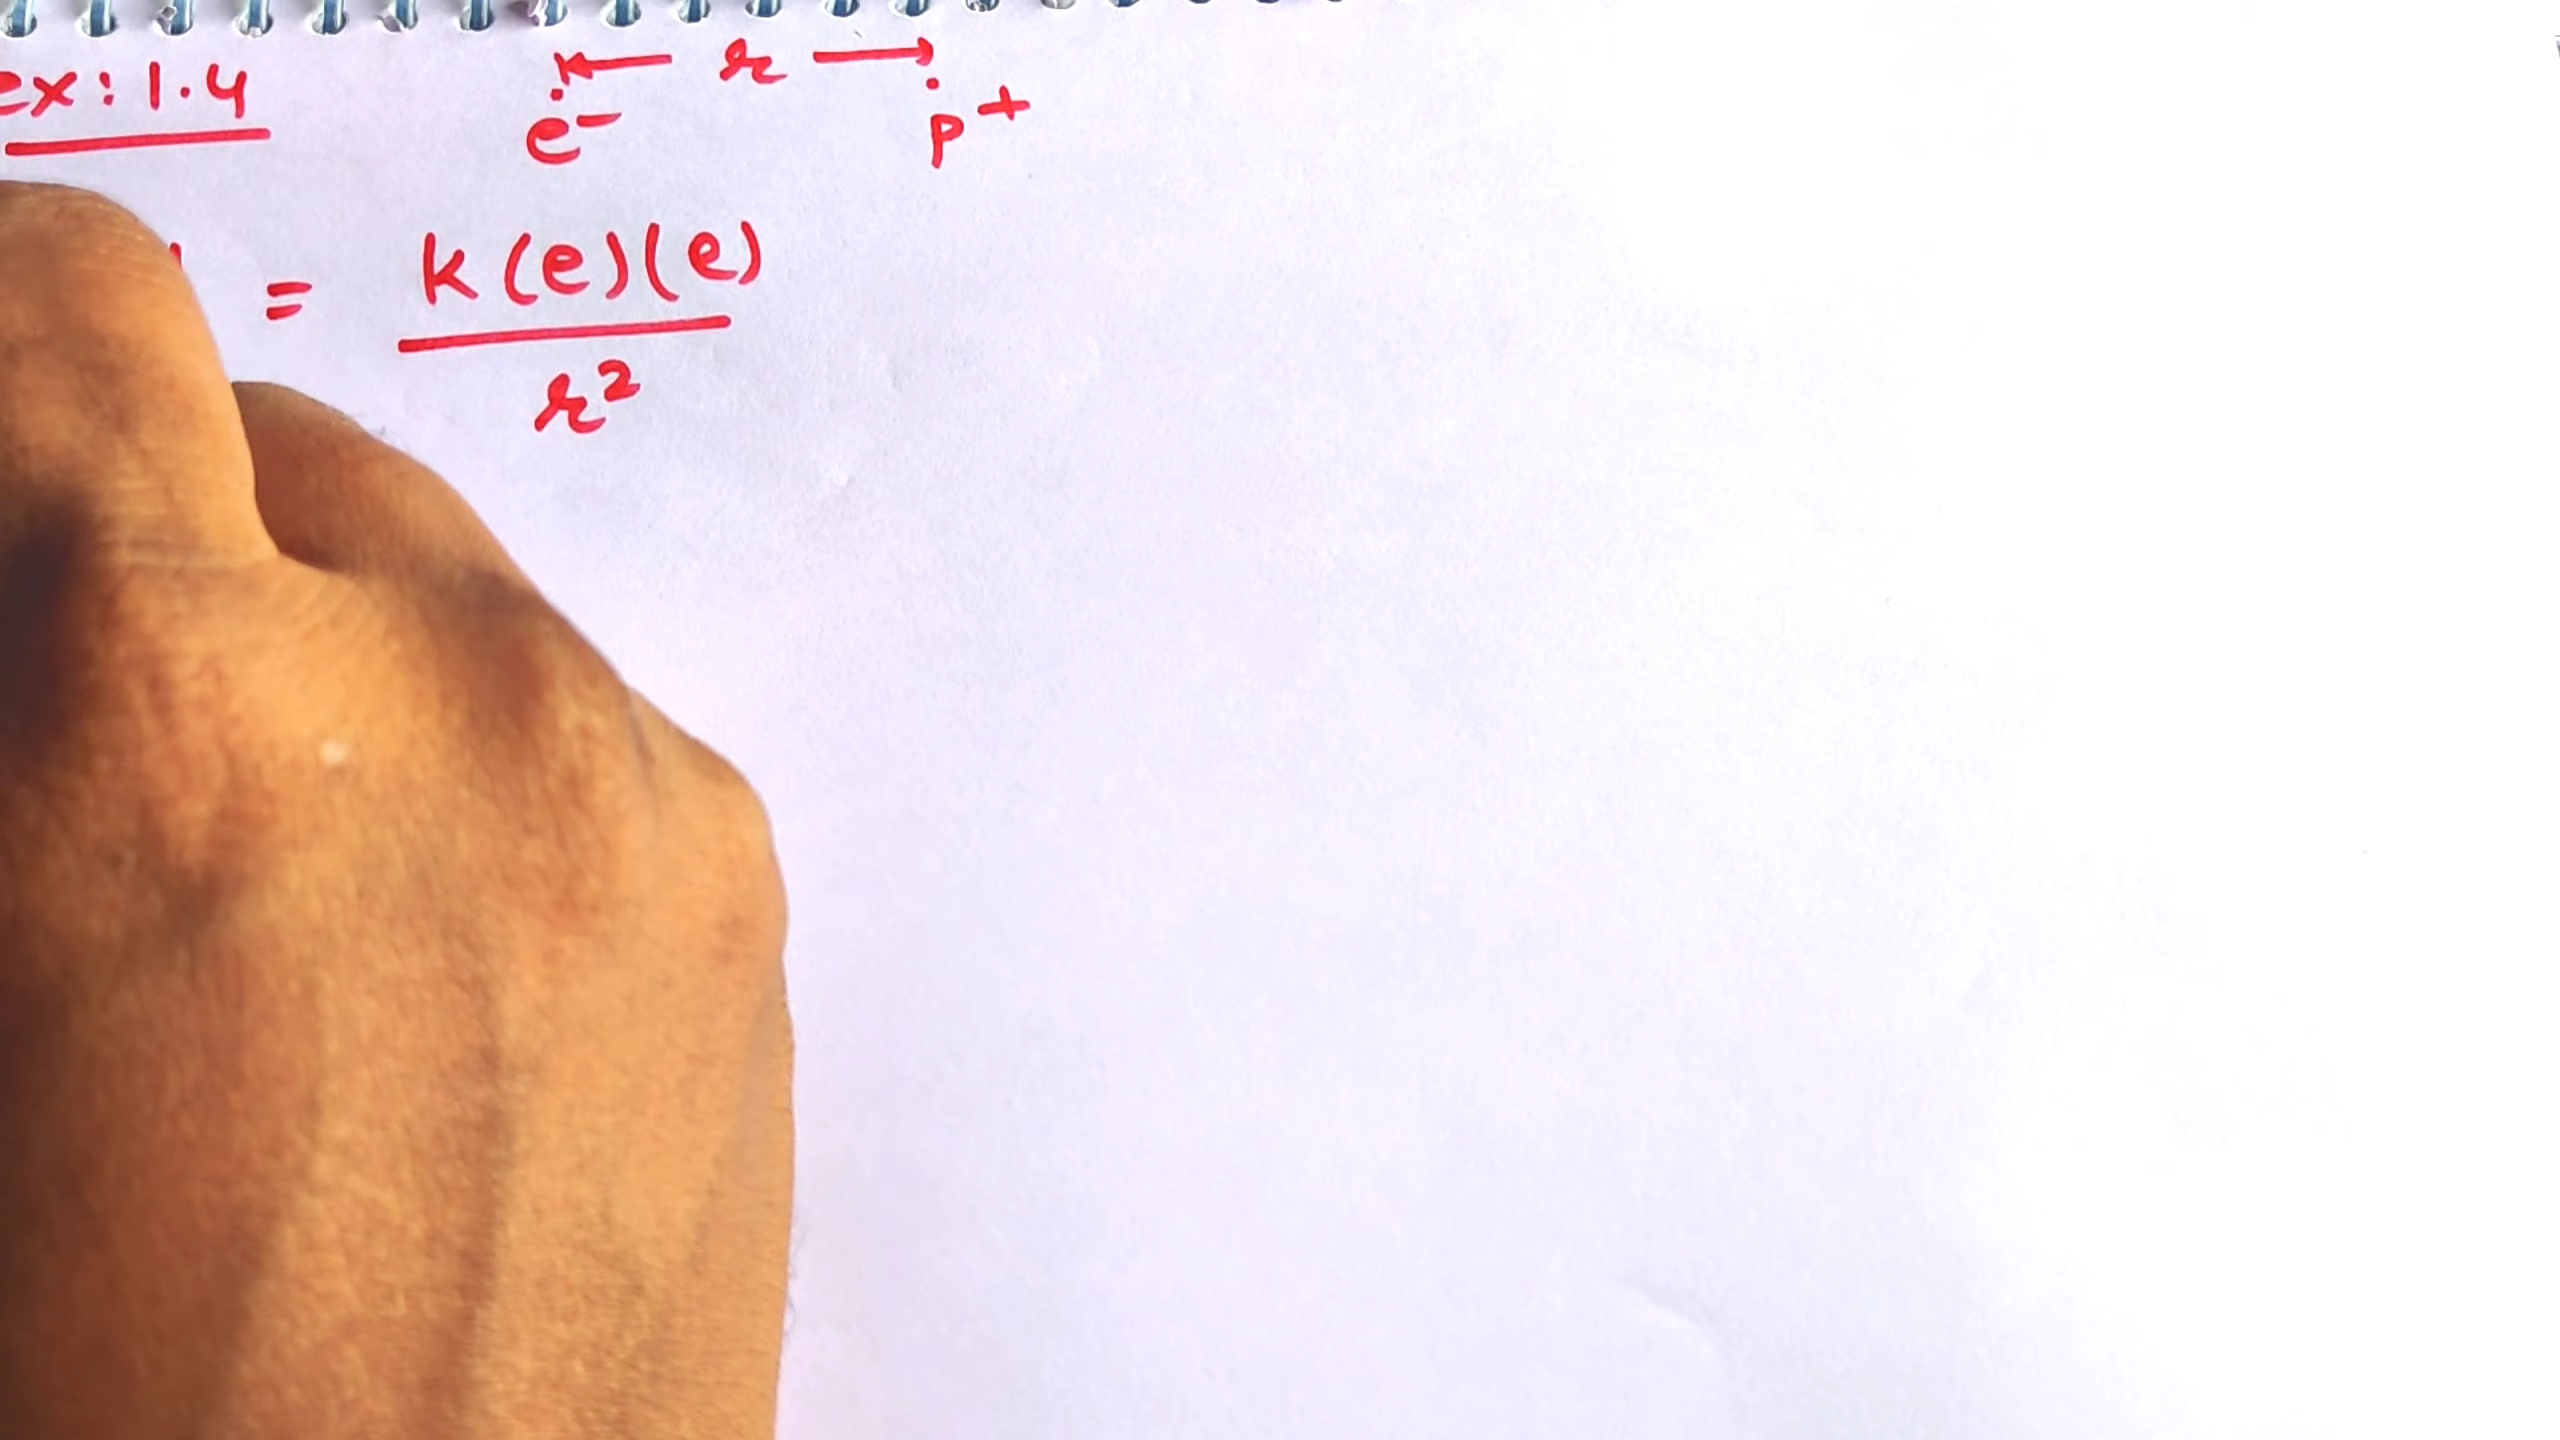 ex: 1.4
← r →
e⁻ p⁺
= k(e)(e)
r²